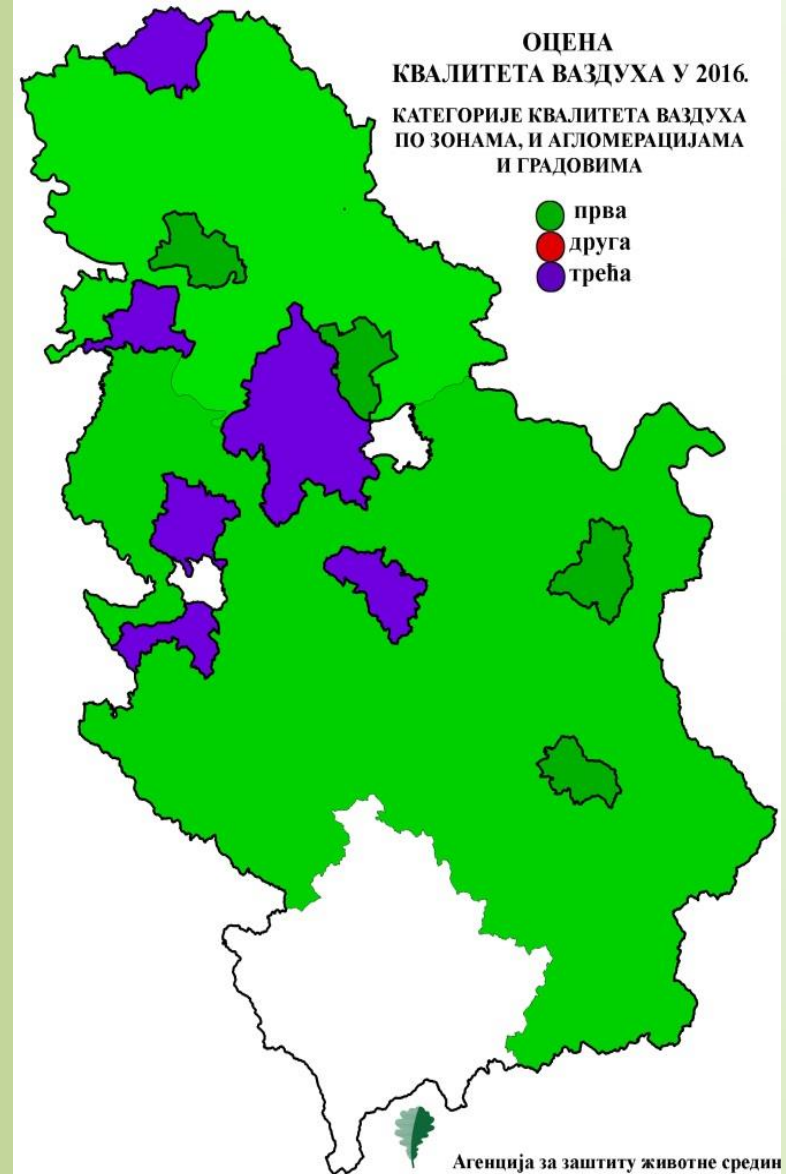 ОЦЕНА
КВАЛИТЕТА ВАЗДУХА У 2016.
КАТЕГОРИЈЕ КВАЛИТЕТА ВАЗДУХА
ПО ЗОНАМА, И АГЛОМЕРАЦИЈАМА
И ГРАДОВИМА
прва
друга
трећа
Агенција за заштиту животне средин